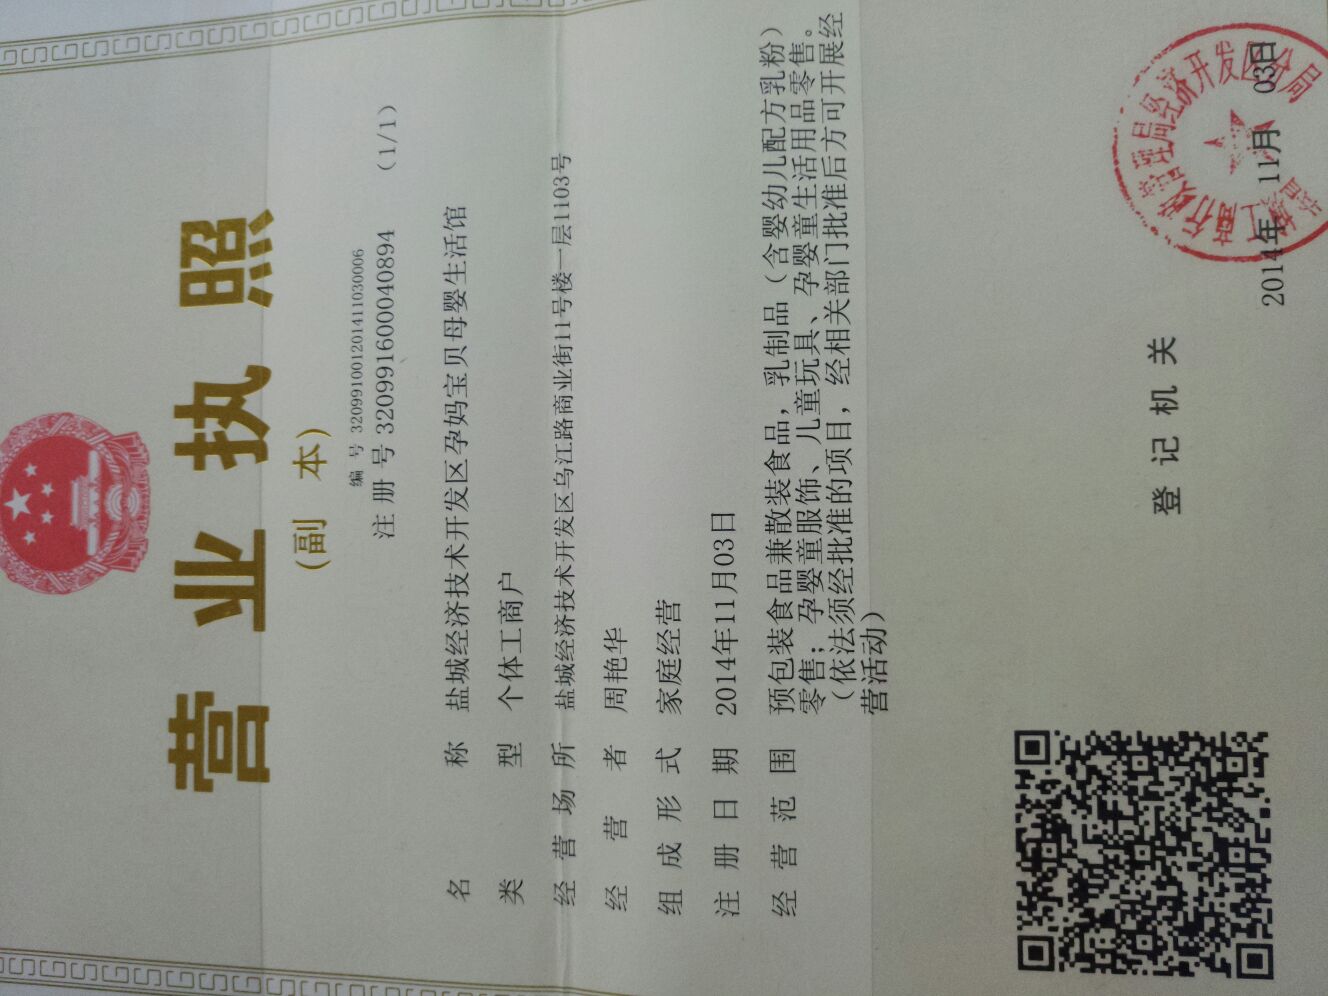 营业执照
(副 本)
编 号 320991001201411030006
注 册 号 320991600040894 (1/1)
名 称 盐城经济技术开发区孕妈宝贝母婴生活馆
类 型 个体工商户
经 营 场 所 盐城经济技术开发区乌江路商业街11号楼一层1103号
经 营 者 周艳华
组 成 形 式 家庭经营
注 册 日 期 2014年11月03日
经 营 范 围 预包装食品兼散装食品,乳制品(含婴幼儿配方乳粉)
零售;孕婴童服饰、儿童玩具、孕婴童生活用品零售。
(依法须经批准的项目,经相关部门批准后方可开展经
营活动)
登 记 机 关
2014年 11月 03日
行政管理局经济开发区分局